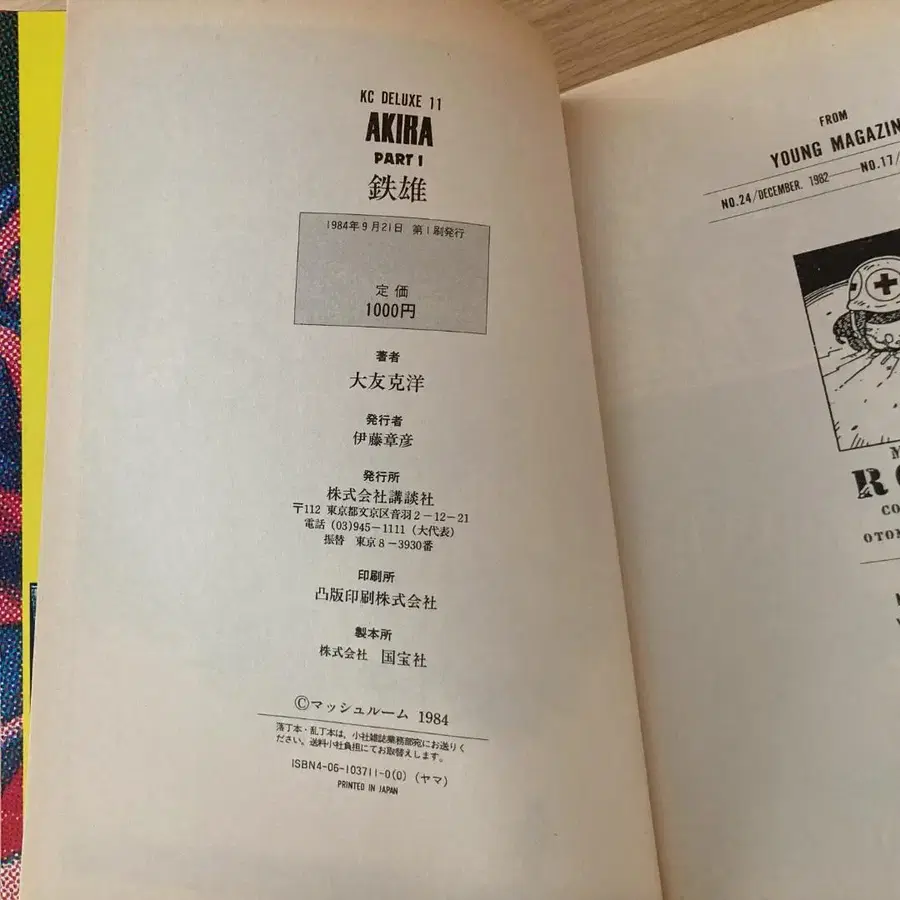 KC DELUXE 11
AKIRA
PART 1
鉄雄
1984年9月21日 第1刷発行
定価
1000円
著者
大友克洋
発行者
伊藤章彦
発行所
株式会社講談社
〒112 東京都文京区音羽2-12-21
電話 (03)945-1111 (大代表)
振替 東京8-3930番
印刷所
凸版印刷株式会社
製本所
株式会社 国宝社
©マッシュルーム 1984
落丁本・乱丁本は、小社雑誌業務部宛にお送りく
ださい。送料小社負担にてお取替えします。
ISBN4-06-103711-0(0) (ヤマ)
PRINTED IN JAPAN
FROM
YOUNG MAGAZIN
NO.24/DECEMBER. 1982 NO.17/